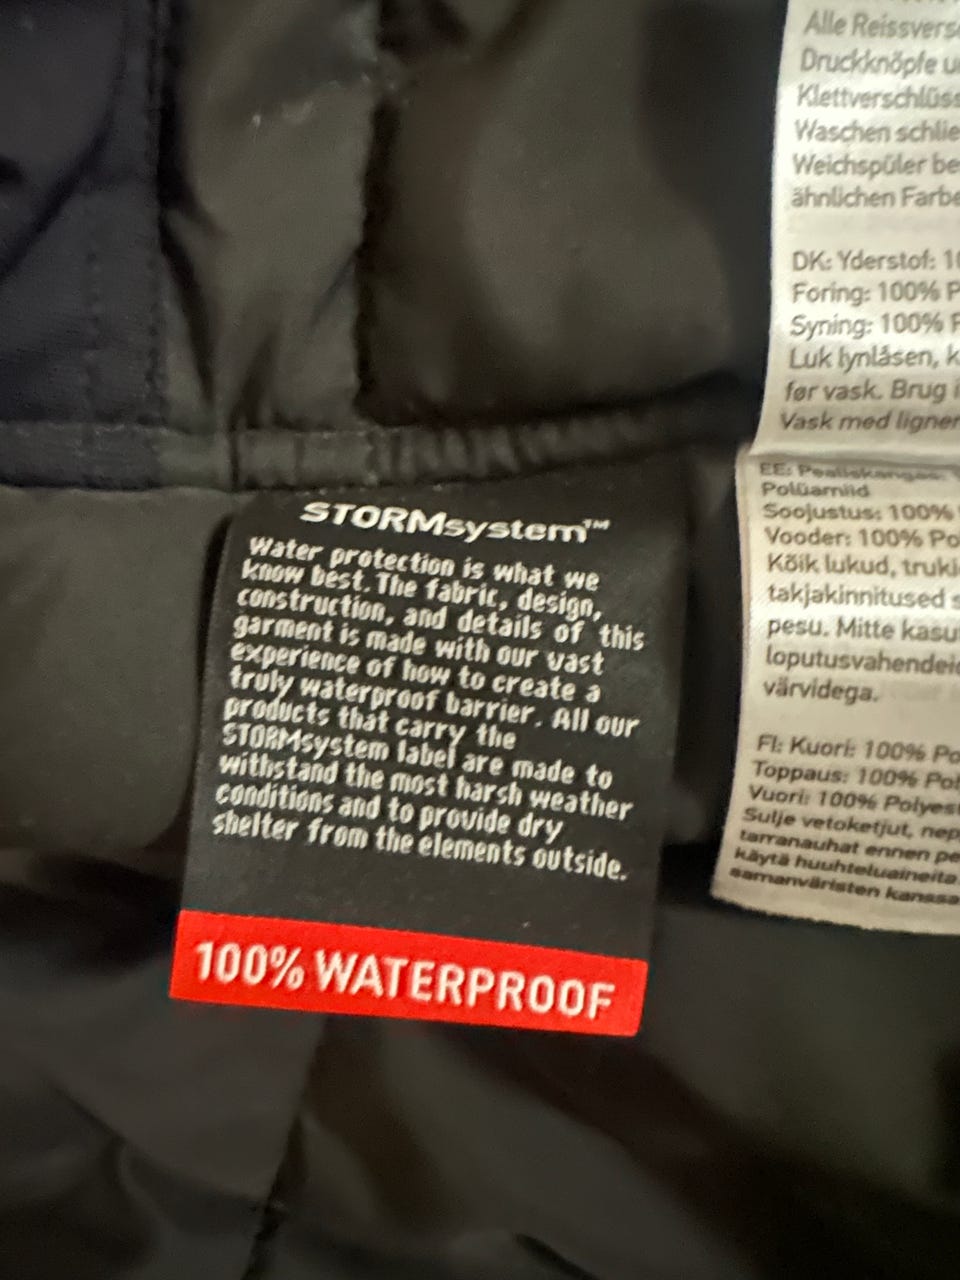 STORMsystem™
Water protection is what we
know best. The fabric, design,
construction, and details of this
garment is made with our vast
experience of how to create a
truly waterproof barrier. All our
products that carry the
STORMsystem label are made to
withstand the most harsh weather
conditions and to provide dry
shelter from the elements outside.
100% WATERPROOF
Alle Reissvers
Druckknöpfe u
Klettverschlüss
Waschen schlie
Weichspüler be
ähnlichen Farbe
DK: Yderstof: 10
Foring: 100% P
Syning: 100% P
Luk lynlåsen, k
før vask. Brug i
Vask med ligner
EE: Pealiskangas:
Polüamiid
Soojustus: 100%
Vooder: 100% Po
Kõik lukud, truki
takjakinnitused s
pesu. Mitte kasu
loputusvahendeid
värvidega.
FI: Kuori: 100% Po
Toppaus: 100% Pol
Vuori: 100% Polyes
Sulje vetoketjut, nep
tarranauhat ennen pe
käytä huuhteluaineita
samanväristen kanssa